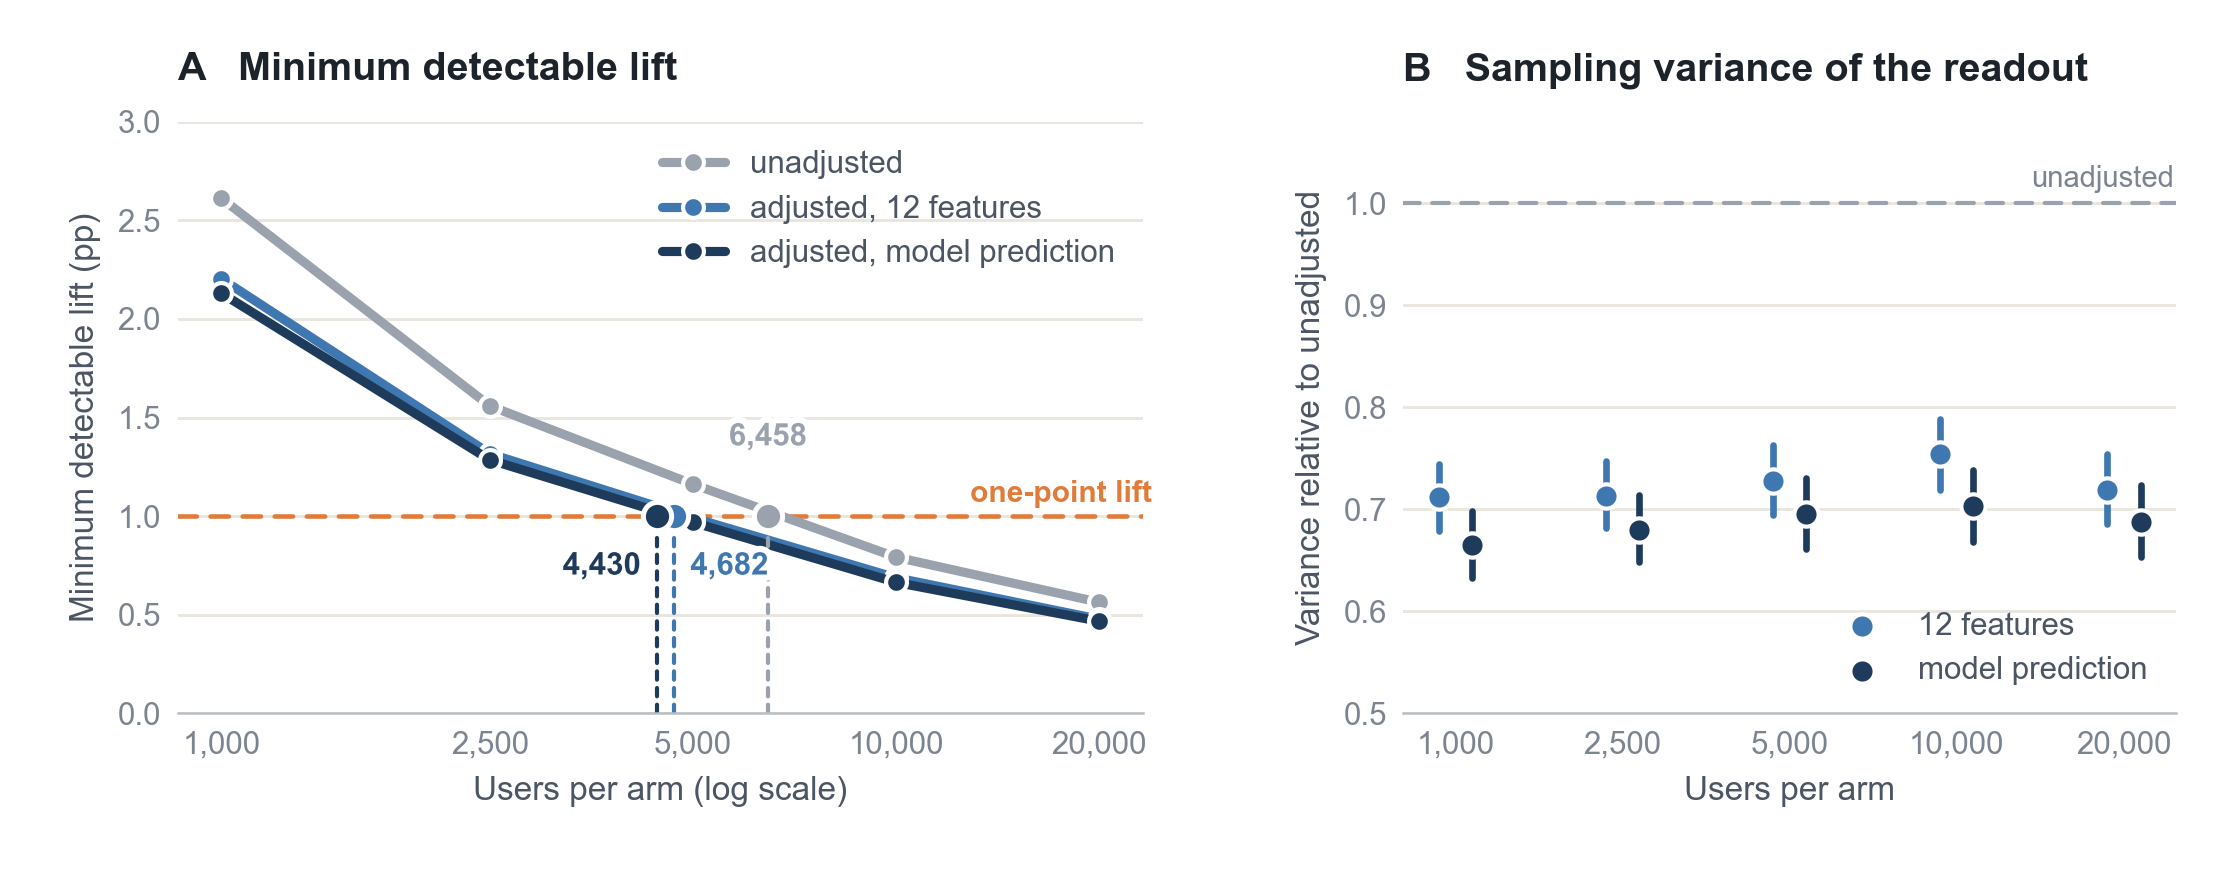 A Minimum detectable lift
3.0
2.5
2.0
1.5
1.0
0.5
0.0
Minimum detectable lift (pp)
unadjusted
adjusted, 12 features
adjusted, model prediction
6,458
one-point lift
4,430
4,682
1,000
2,500
5,000
10,000
20,000
Users per arm (log scale)
B Sampling variance of the readout
unadjusted
1.0
0.9
0.8
0.7
0.6
0.5
Variance relative to unadjusted
12 features
model prediction
1,000
2,500
5,000
10,000
20,000
Users per arm